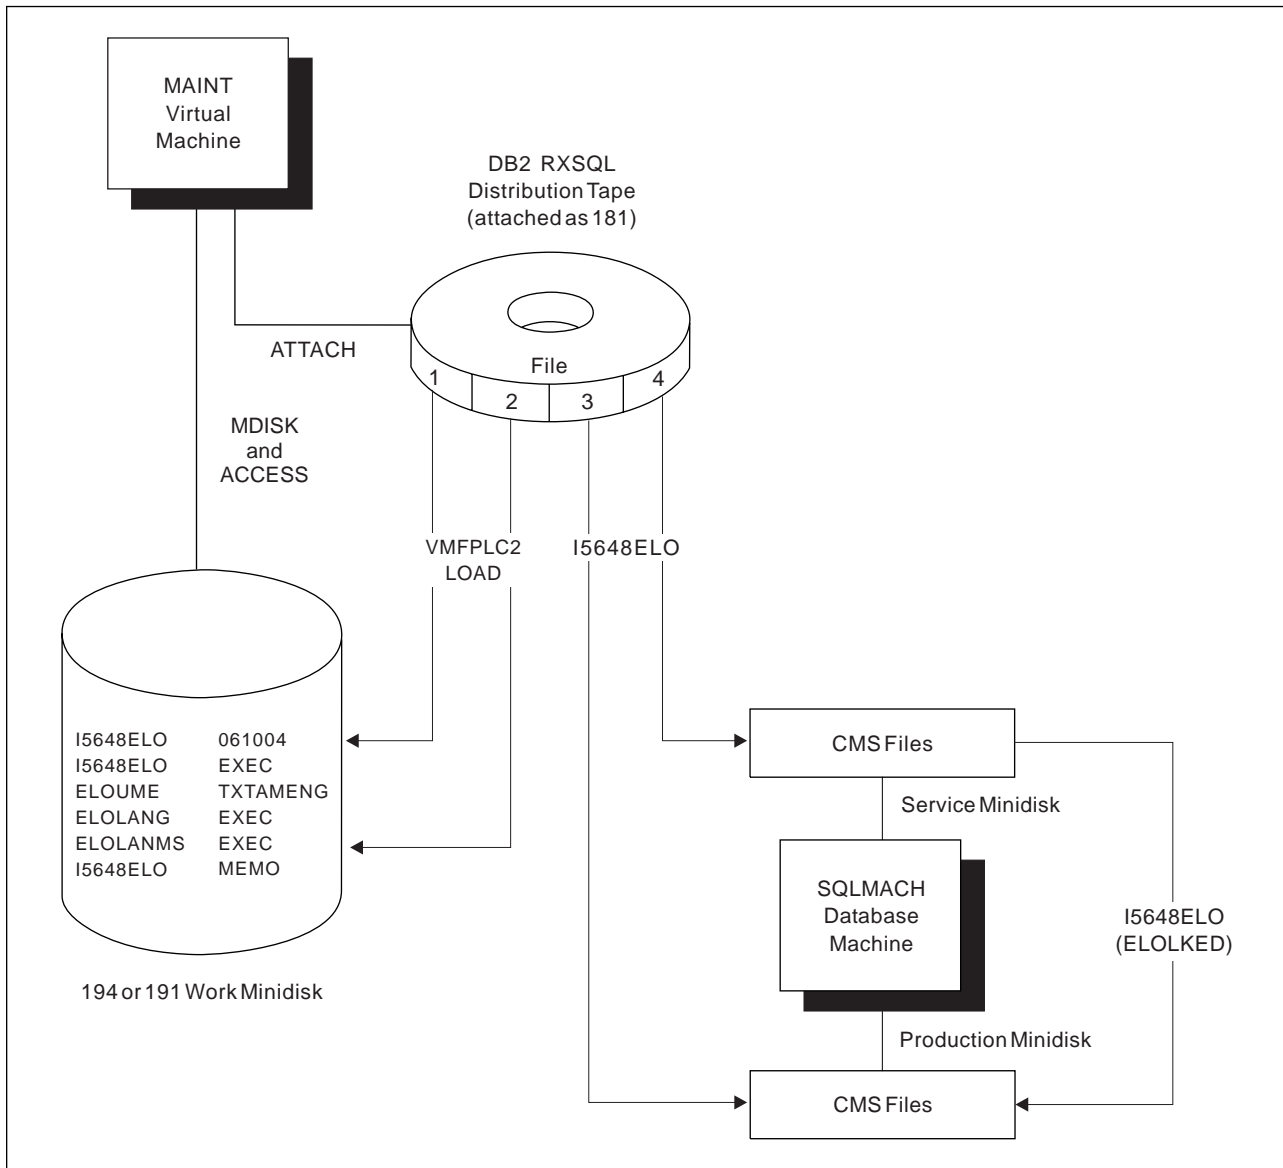 MAINT
Virtual
Machine
DB2 RXSQL
Distribution Tape
(attached as 181)
ATTACH
File
1
2
3
4
MDISK
and
ACCESS
VMFPLC2
LOAD
I5648ELO
I5648ELO 061004
I5648ELO EXEC
ELOUME TXTAMENG
ELOLANG EXEC
ELOLANMS EXEC
I5648ELO MEMO
194 or 191 Work Minidisk
CMS Files
Service Minidisk
SQLMACH
Database
Machine
I5648ELO
(ELOLKED)
Production Minidisk
CMS Files